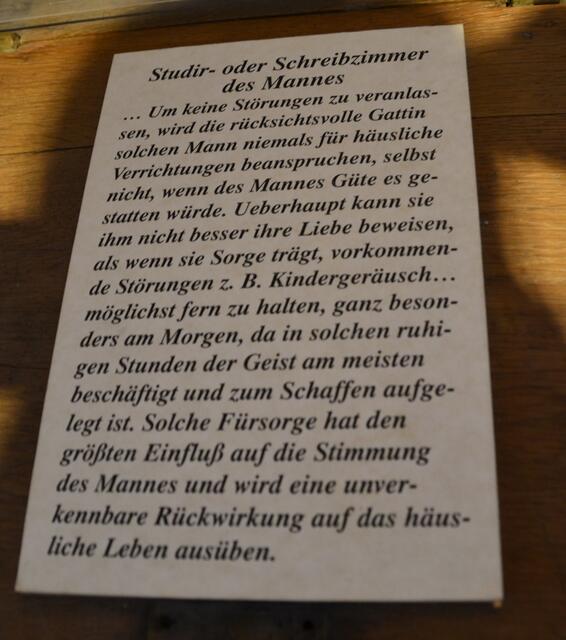 Studir- oder Schreibzimmer
des Mannes
... Um keine Störungen zu veranlas-
sen, wird die rücksichtsvolle Gattin
solchen Mann niemals für häusliche
Verrichtungen beanspruchen, selbst
nicht, wenn des Mannes Güte es ge-
statten würde. Ueberhaupt kann sie
ihm nicht besser ihre Liebe beweisen,
als wenn sie Sorge trägt, vorkommen-
de Störungen z. B. Kindergeräusch...
möglichst fern zu halten, ganz beson-
ders am Morgen, da in solchen ruhi-
gen Stunden der Geist am meisten
beschäftigt und zum Schaffen aufge-
legt ist. Solche Fürsorge hat den
größten Einfluß auf die Stimmung
des Mannes und wird eine unver-
kennbare Rückwirkung auf das häus-
liche Leben ausüben.